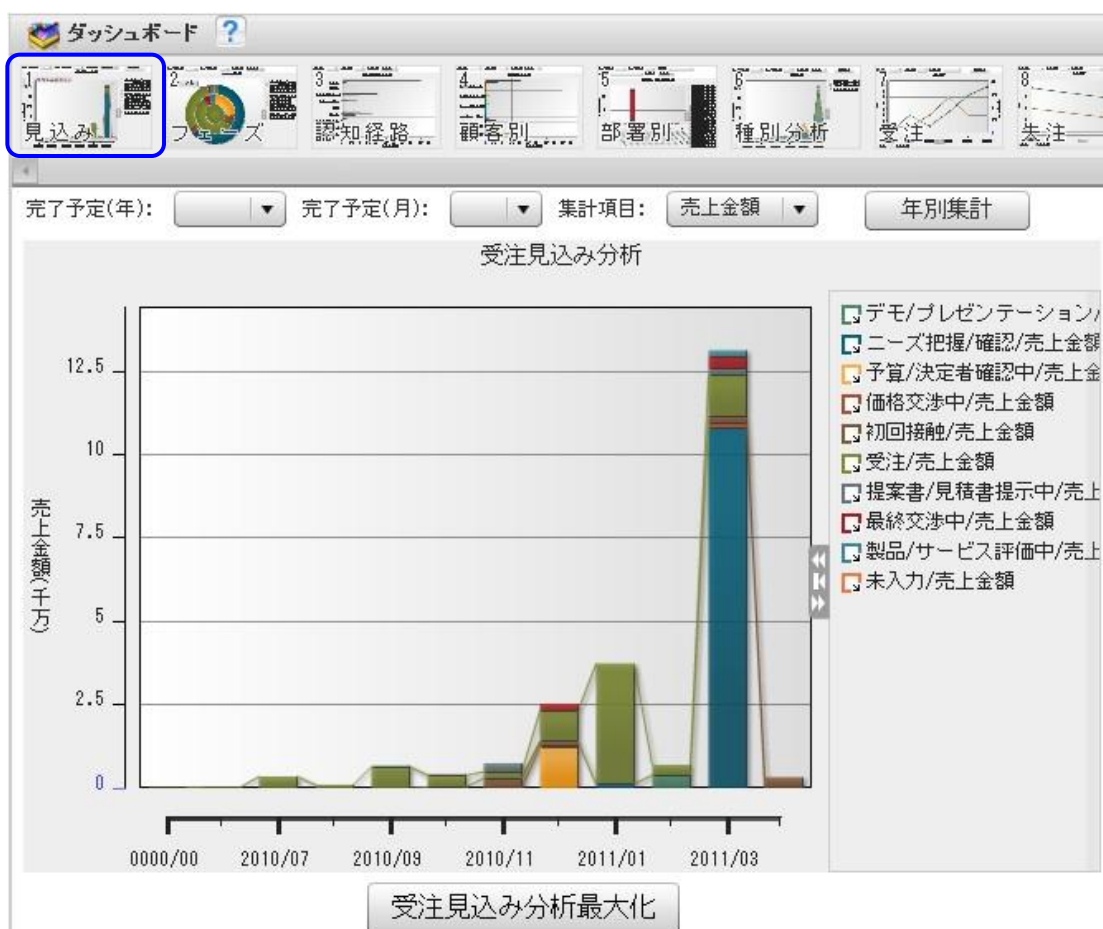 ダッシュボード ?
1 見込み
2 フェーズ
3 認知経路
4 顧客別
5 部署別
6 種別分析
7 受注
8 失注
完了予定(年): 完了予定(月): 集計項目: 売上金額 年別集計
受注見込み分析
売上金額(千万)
12.5
10
7.5
5
2.5
0
0000/00 2010/07 2010/09 2010/11 2011/01 2011/03
デモ/プレゼンテーション/
ニーズ把握/確認/売上金額
予算/決定者確認中/売上金
価格交渉中/売上金額
初回接触/売上金額
受注/売上金額
提案書/見積書提示中/売上
最終交渉中/売上金額
製品/サービス評価中/売上
未入力/売上金額
受注見込み分析最大化